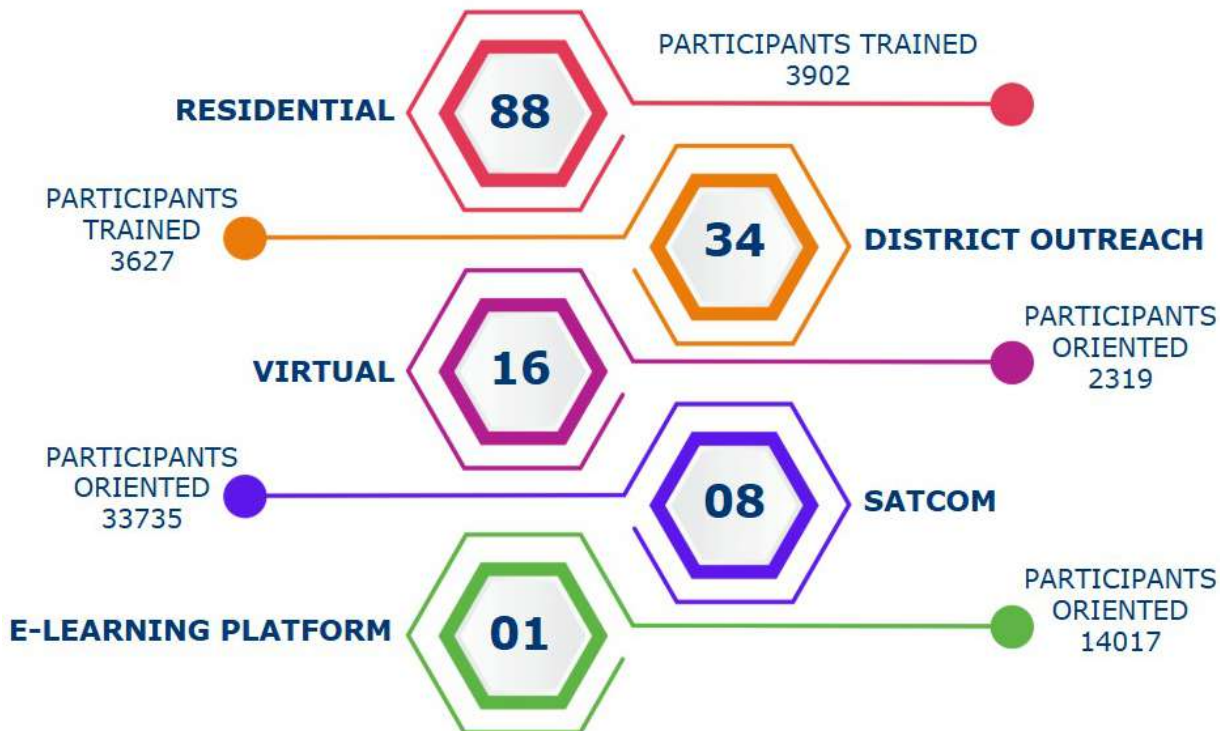 PARTICIPANTS TRAINED
3902
RESIDENTIAL
88
PARTICIPANTS
TRAINED
3627
34
DISTRICT OUTREACH
PARTICIPANTS
ORIENTED
2319
VIRTUAL
16
PARTICIPANTS
ORIENTED
33735
08
SATCOM
PARTICIPANTS
ORIENTED
14017
E-LEARNING PLATFORM
01